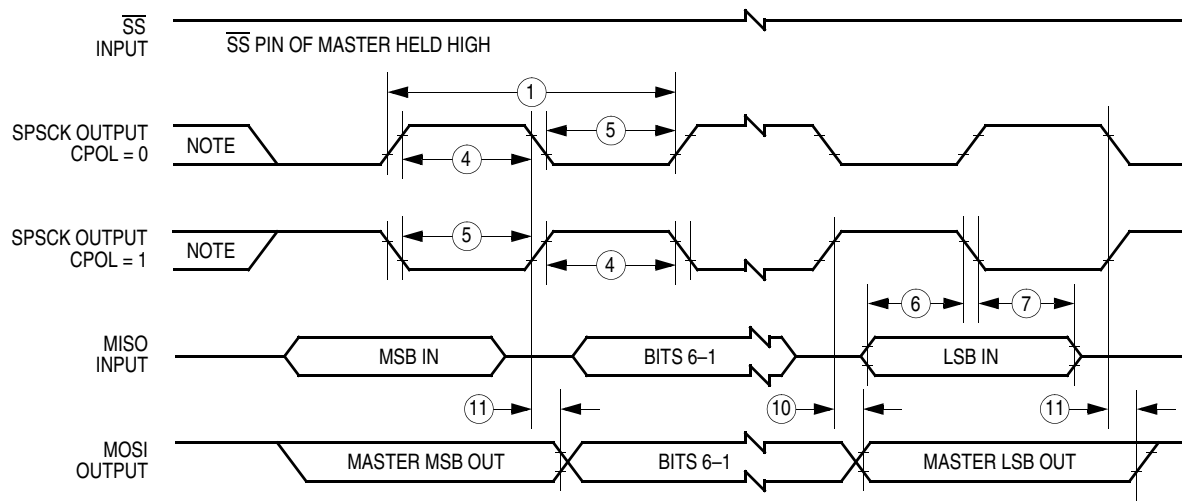 SS
INPUT
SS PIN OF MASTER HELD HIGH
1
SPSCK OUTPUT
CPOL = 0
NOTE
5
4
SPSCK OUTPUT
CPOL = 1
NOTE
5
4
6
7
MISO
INPUT
MSB IN
BITS 6–1
LSB IN
11
10
11
MOSI
OUTPUT
MASTER MSB OUT
BITS 6–1
MASTER LSB OUT